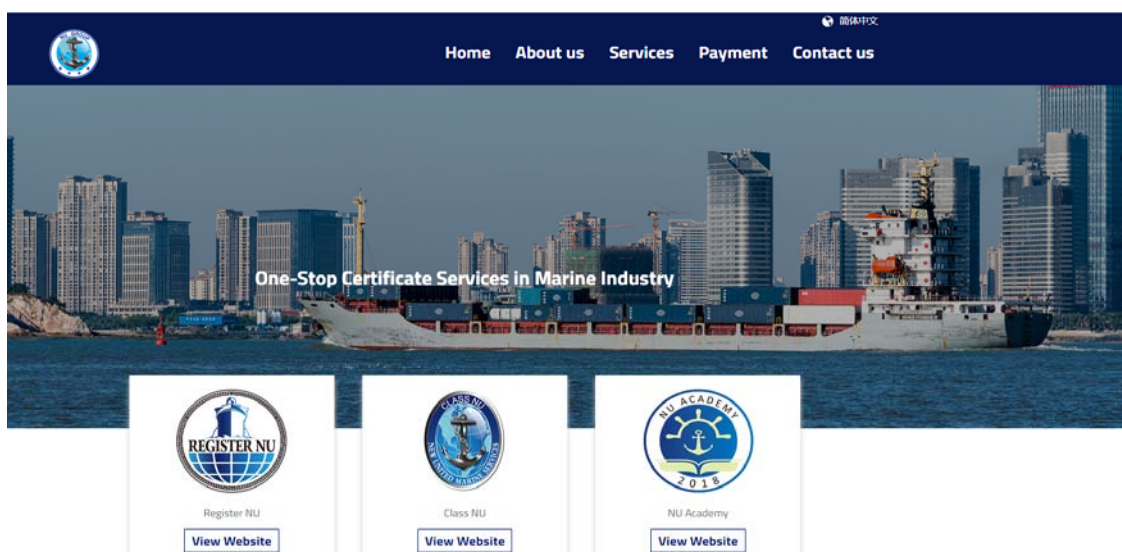 NU GROUP
简体中文
Home About us Services Payment Contact us
One-Stop Certificate Services in Marine Industry
REGISTER NU
CLASS NU
NEW UNITED MARINE SERVICES
NU ACADEMY
2018
Register NU
Class NU
NU Academy
View Website
View Website
View Website